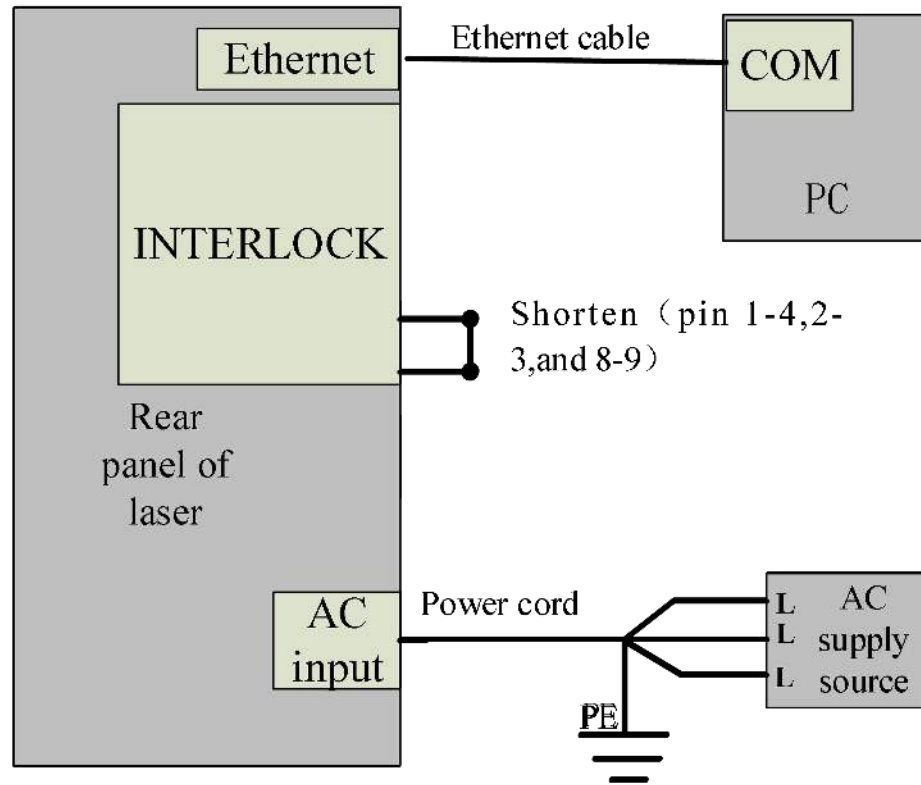 Ethernet
Ethernet cable
COM
PC
INTERLOCK
Shorten（pin 1-4,2-
3,and 8-9）
Rear
panel of
laser
AC
input
Power cord
PE
L
L
L
AC
supply
source